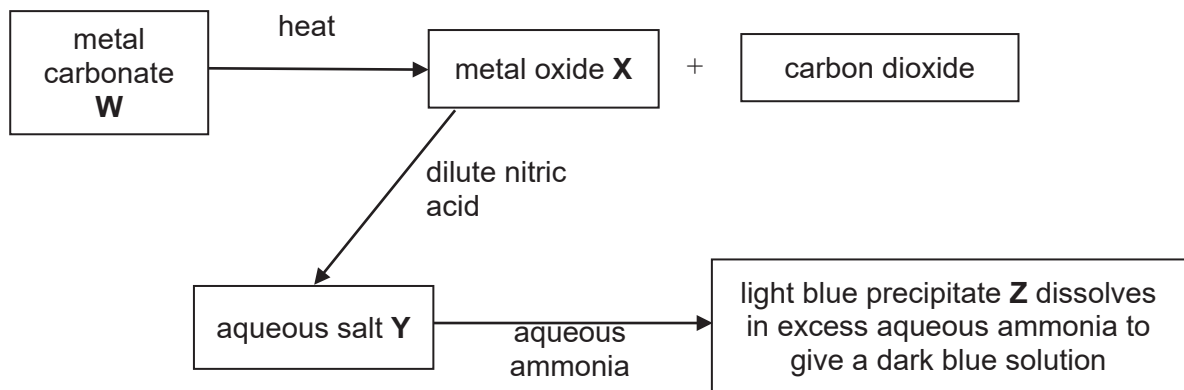 metal
carbonate
W
heat
metal oxide X
+
carbon dioxide
dilute nitric
acid
aqueous salt Y
aqueous
ammonia
light blue precipitate Z dissolves
in excess aqueous ammonia to
give a dark blue solution